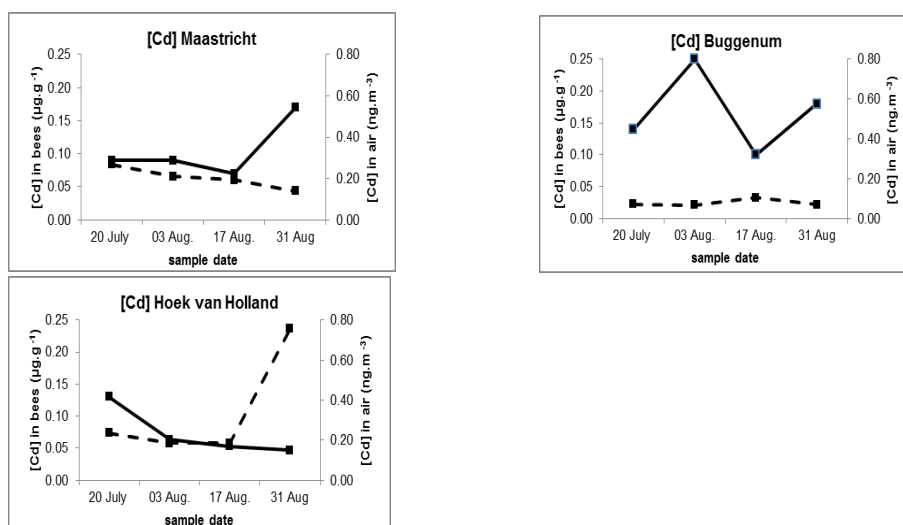 [Cd] Maastricht
[Cd] in bees (µg.g⁻¹)
0.25
0.20
0.15
0.10
0.05
0.00
0.80
0.60
0.40
0.20
0.00
[Cd] in air (ng.m⁻³)
20 July 03 Aug. 17 Aug. 31 Aug
sample date
[Cd] Buggenum
[Cd] in bees (µg.g⁻¹)
0.25
0.20
0.15
0.10
0.05
0.00
0.80
0.60
0.40
0.20
0.00
[Cd] in air (ng.m⁻³)
20 July 03 Aug. 17 Aug. 31 Aug
sample date
[Cd] Hoek van Holland
[Cd] in bees (µg.g⁻¹)
0.25
0.20
0.15
0.10
0.05
0.00
0.80
0.60
0.40
0.20
0.00
[Cd] in air (ng.m⁻³)
20 July 03 Aug. 17 Aug. 31 Aug
sample date